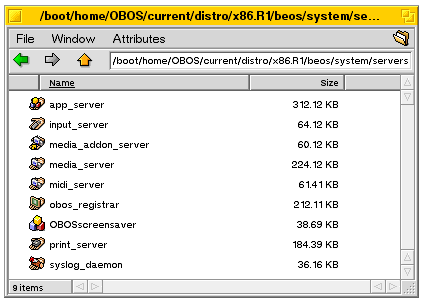 /boot/home/OBOS/current/distro/x86.R1/beos/system/se...
File Window Attributes
/boot/home/OBOS/current/distro/x86.R1/beos/system/servers
Name Size
app_server 312.12 KB
input_server 64.12 KB
media_addon_server 60.12 KB
media_server 224.12 KB
midi_server 61.41 KB
obos_registrar 212.11 KB
OBOSscreensaver 38.69 KB
print_server 184.39 KB
syslog_daemon 36.16 KB
9 items